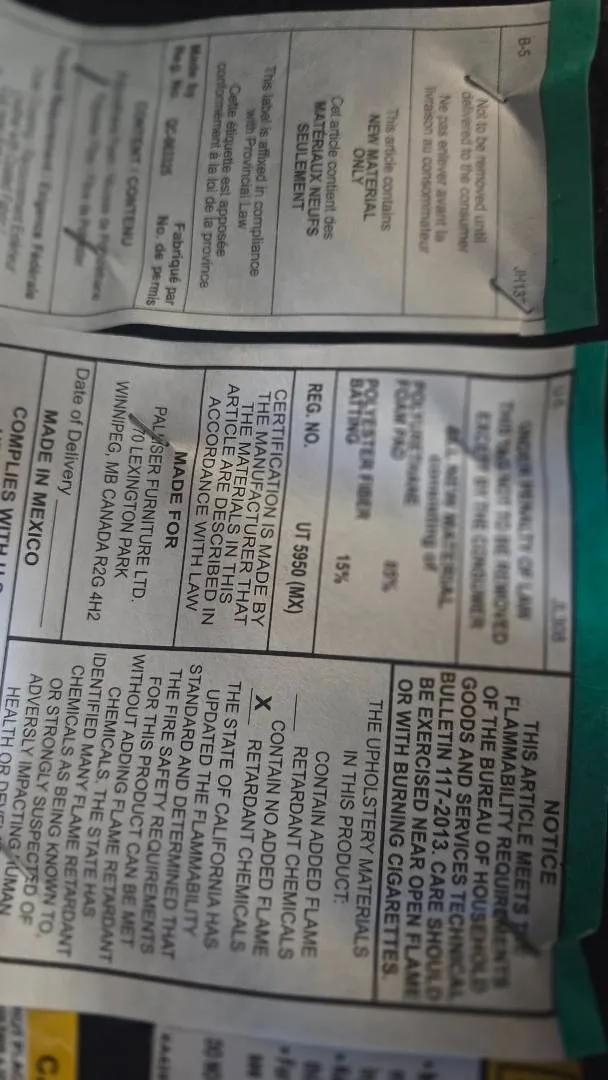 B-5
JH13
Not to be removed until
delivered to the consumer
Ne pas enlever avant la
livraison au consommateur
This article contains
NEW MATERIAL
ONLY
Cet article contient des
MATÉRIAUX NEUFS
SEULEMENT
This label is affixed in compliance
with Provincial Law
Cette étiquette est apposée
conformément à la loi de la province
Made by
Reg. No.
Fabriqué par
No. de permis
CONTENT / CONTENU
UNDER PENALTY OF LAW
THIS TAG NOT TO BE REMOVED
EXCEPT BY THE CONSUMER
ALL NEW MATERIAL
consisting of
POLYURETHANE
FOAM PAD
85%
POLYESTER FIBER
BATTING
15%
REG. NO.
UT 5950 (MX)
CERTIFICATION IS MADE BY
THE MANUFACTURER THAT
THE MATERIALS IN THIS
ARTICLE ARE DESCRIBED IN
ACCORDANCE WITH LAW
MADE FOR
PALLISER FURNITURE LTD.
70 LEXINGTON PARK
WINNIPEG, MB CANADA R2G 4H2
Date of Delivery
MADE IN MEXICO
COMPLIES WITH U.S.
NOTICE
THIS ARTICLE MEETS THE
FLAMMABILITY REQUIREMENTS
OF THE BUREAU OF HOUSEHOLD
GOODS AND SERVICES TECHNICAL
BULLETIN 117-2013. CARE SHOULD
BE EXERCISED NEAR OPEN FLAME
OR WITH BURNING CIGARETTES.
THE UPHOLSTERY MATERIALS
IN THIS PRODUCT:
CONTAIN ADDED FLAME
RETARDANT CHEMICALS
X CONTAIN NO ADDED FLAME
RETARDANT CHEMICALS
THE STATE OF CALIFORNIA HAS
UPDATED THE FLAMMABILITY
STANDARD AND DETERMINED THAT
THE FIRE SAFETY REQUIREMENTS
FOR THIS PRODUCT CAN BE MET
WITHOUT ADDING FLAME RETARDANT
CHEMICALS. THE STATE HAS
IDENTIFIED MANY FLAME RETARDANT
CHEMICALS AS BEING KNOWN TO,
OR STRONGLY SUSPECTED OF
ADVERSLY IMPACTING HUMAN
HEALTH OR